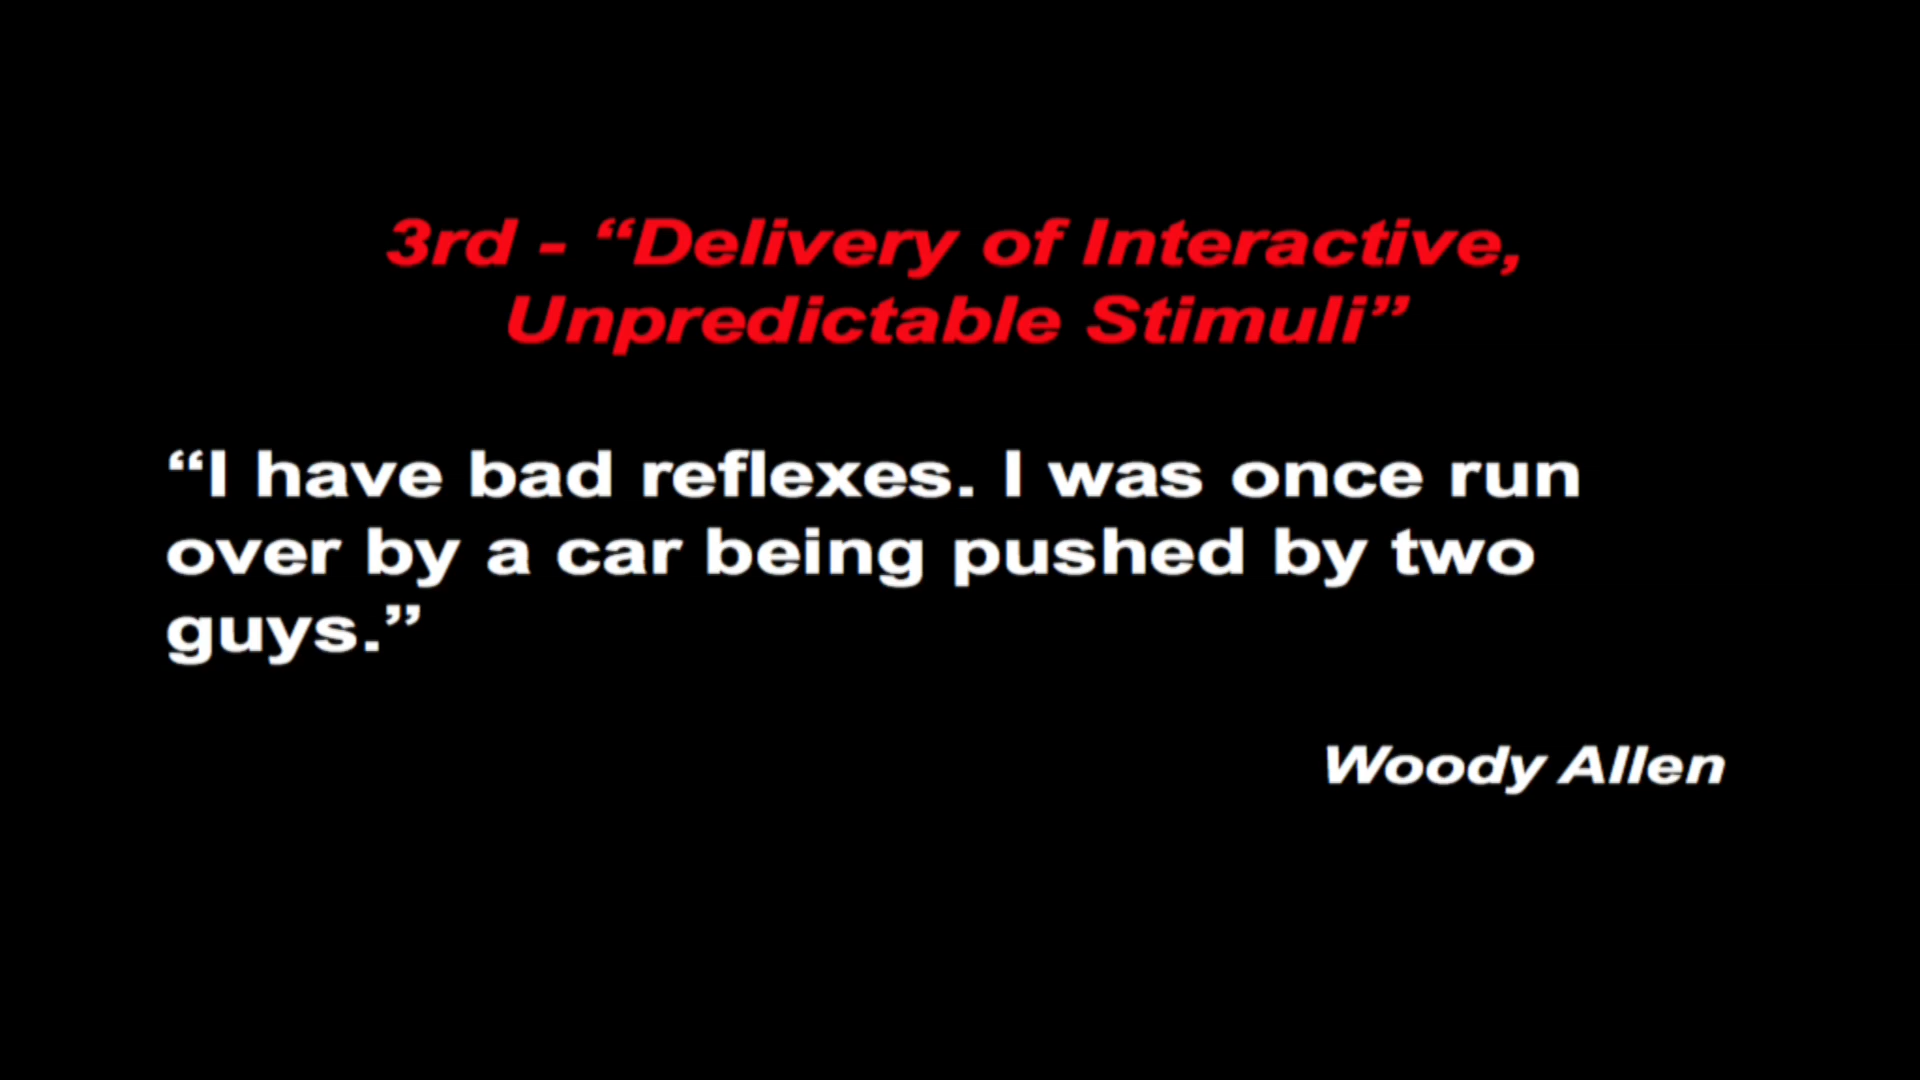 3rd - “Delivery of Interactive,
Unpredictable Stimuli”
“I have bad reflexes. I was once run
over by a car being pushed by two
guys.”
Woody Allen